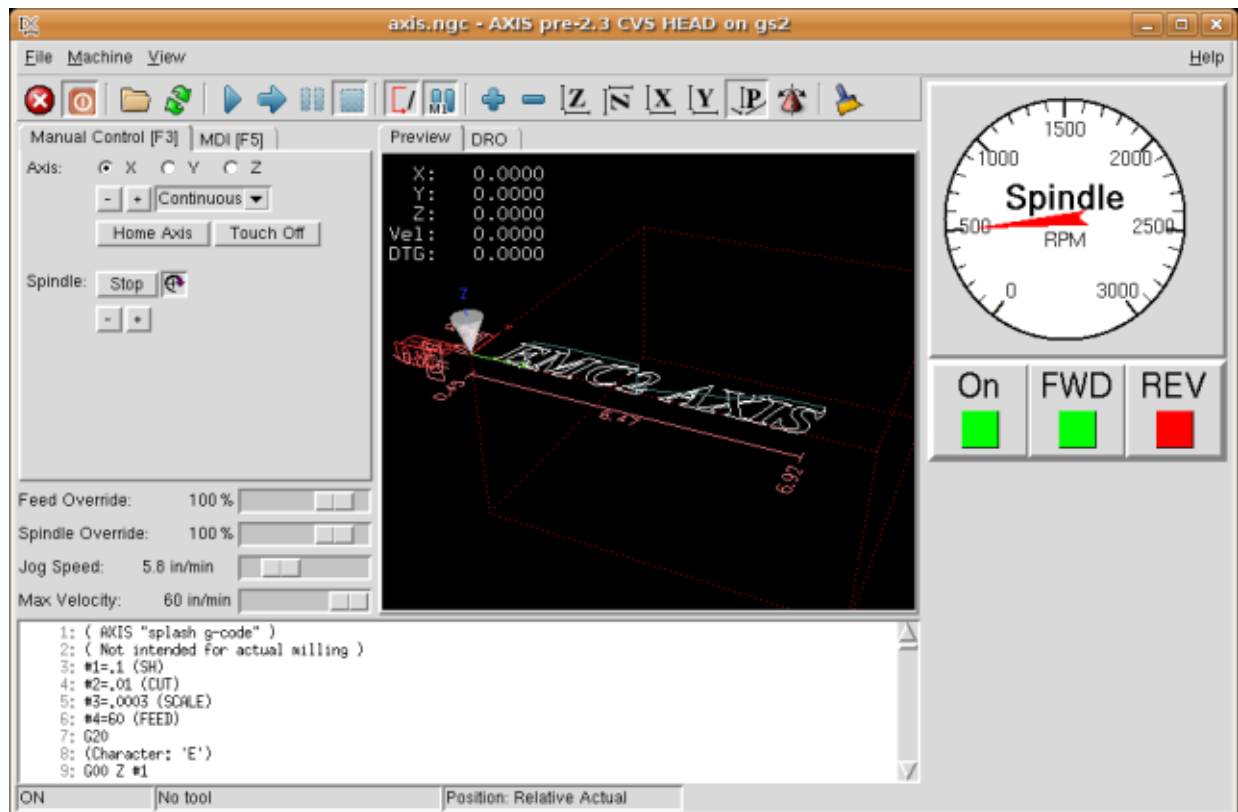 axis.ngc - AXIS pre-2.3 CVS HEAD on gs2
File Machine View Help
Z N X Y P
Manual Control [F3] MDI [F5]
Axis: X Y Z
- + Continuous
Home Axis Touch Off
Spindle: Stop
- +
Feed Override: 100 %
Spindle Override: 100 %
Jog Speed: 5.8 in/min
Max Velocity: 60 in/min
Preview DRO
X: 0.0000
Y: 0.0000
Z: 0.0000
Vel: 0.0000
DTG: 0.0000
Z
EMC2 AXIS
6.47
6.92
0 500 1000 1500 2000 2500 3000
Spindle
RPM
On FWD REV
1: ( AXIS "splash g-code" )
2: ( Not intended for actual milling )
3: #1=.1 (SH)
4: #2=.01 (CUT)
5: #3=.0003 (SCALE)
6: #4=60 (FEED)
7: G20
8: (Character: 'E')
9: G00 Z #1
ON No tool Position: Relative Actual